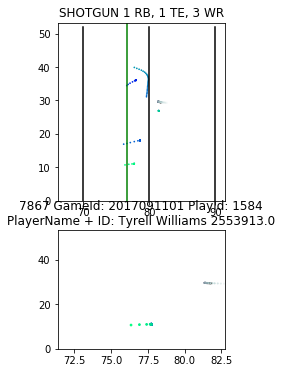 SHOTGUN 1 RB, 1 TE, 3 WR
50
40
30
20
10
0
70 80 90
7867 GameId: 2017091101 PlayId: 1584
PlayerName + ID: Tyrell Williams 2553913.0
40
20
0
72.5 75.0 77.5 80.0 82.5